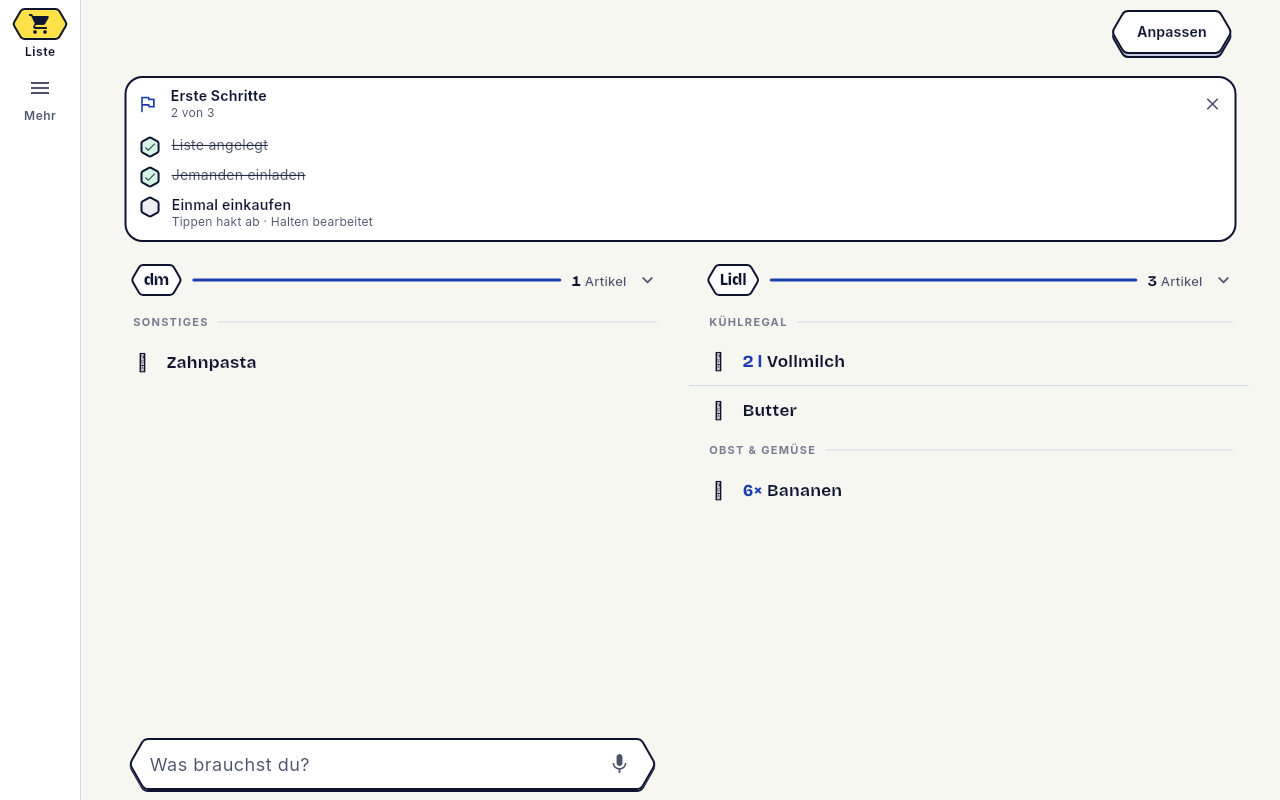 Liste
Mehr
Anpassen
Erste Schritte
2 von 3
Liste angelegt
Jemanden einladen
Einmal einkaufen
Tippen hakt ab · Halten bearbeitet
dm
1 Artikel
SONSTIGES
Zahnpasta
Lidl
3 Artikel
KÜHLREGAL
2 l Vollmilch
Butter
OBST & GEMÜSE
6× Bananen
Was brauchst du?